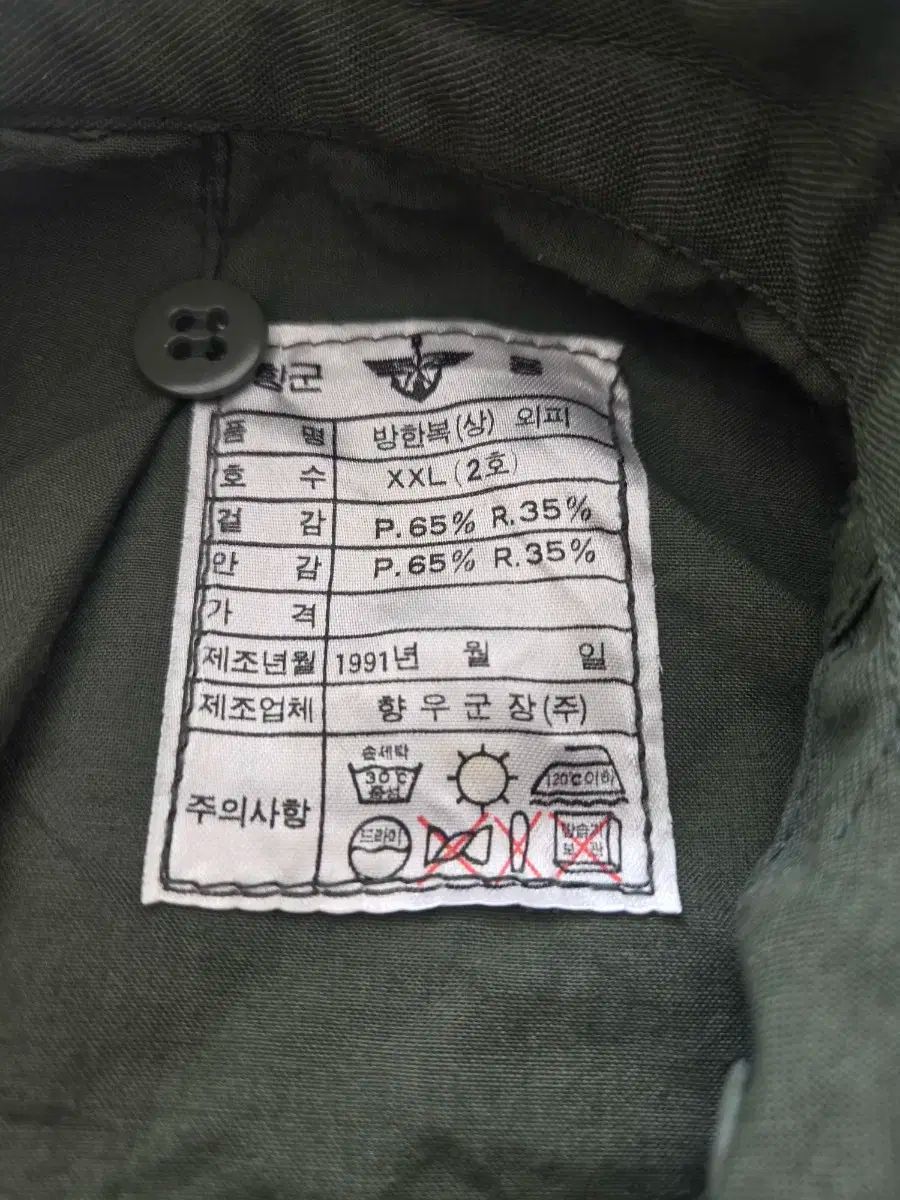 품 명 방한복(상) 외피
호 수 XXL (2호)
겉 감 P.65% R.35%
안 감 P.65% R.35%
가 격
제조년월 1991년 월 일
제조업체 향 우 군 장(주)
주의사항
손세탁
30℃ 120℃이하
중성
드라이
보 관